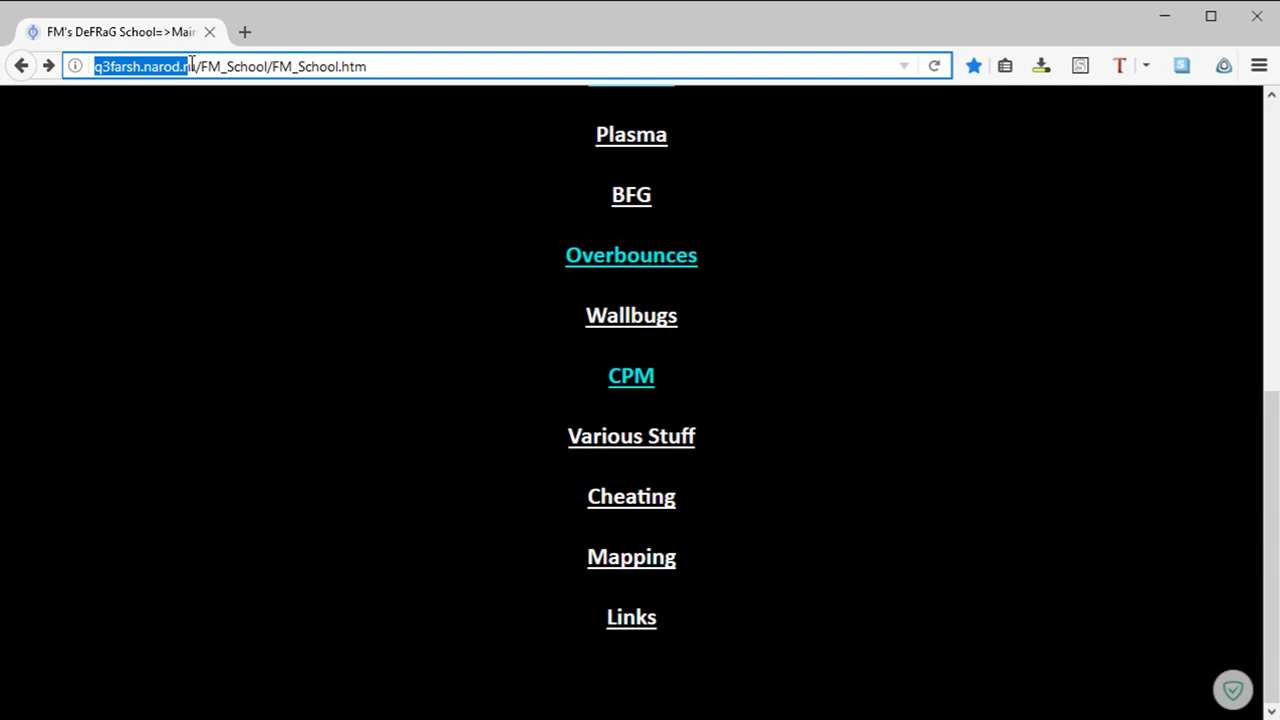 FM's DeFRaG School=>Main
q3farsh.narod.ru/FM_School/FM_School.htm
Plasma
BFG
Overbounces
Wallbugs
CPM
Various Stuff
Cheating
Mapping
Links